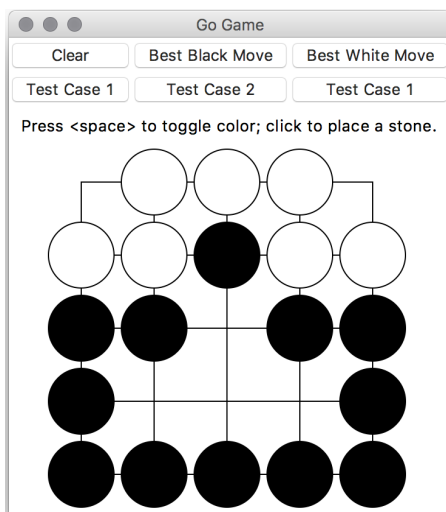 Go Game
Clear Best Black Move Best White Move
Test Case 1 Test Case 2 Test Case 1
Press <space> to toggle color; click to place a stone.